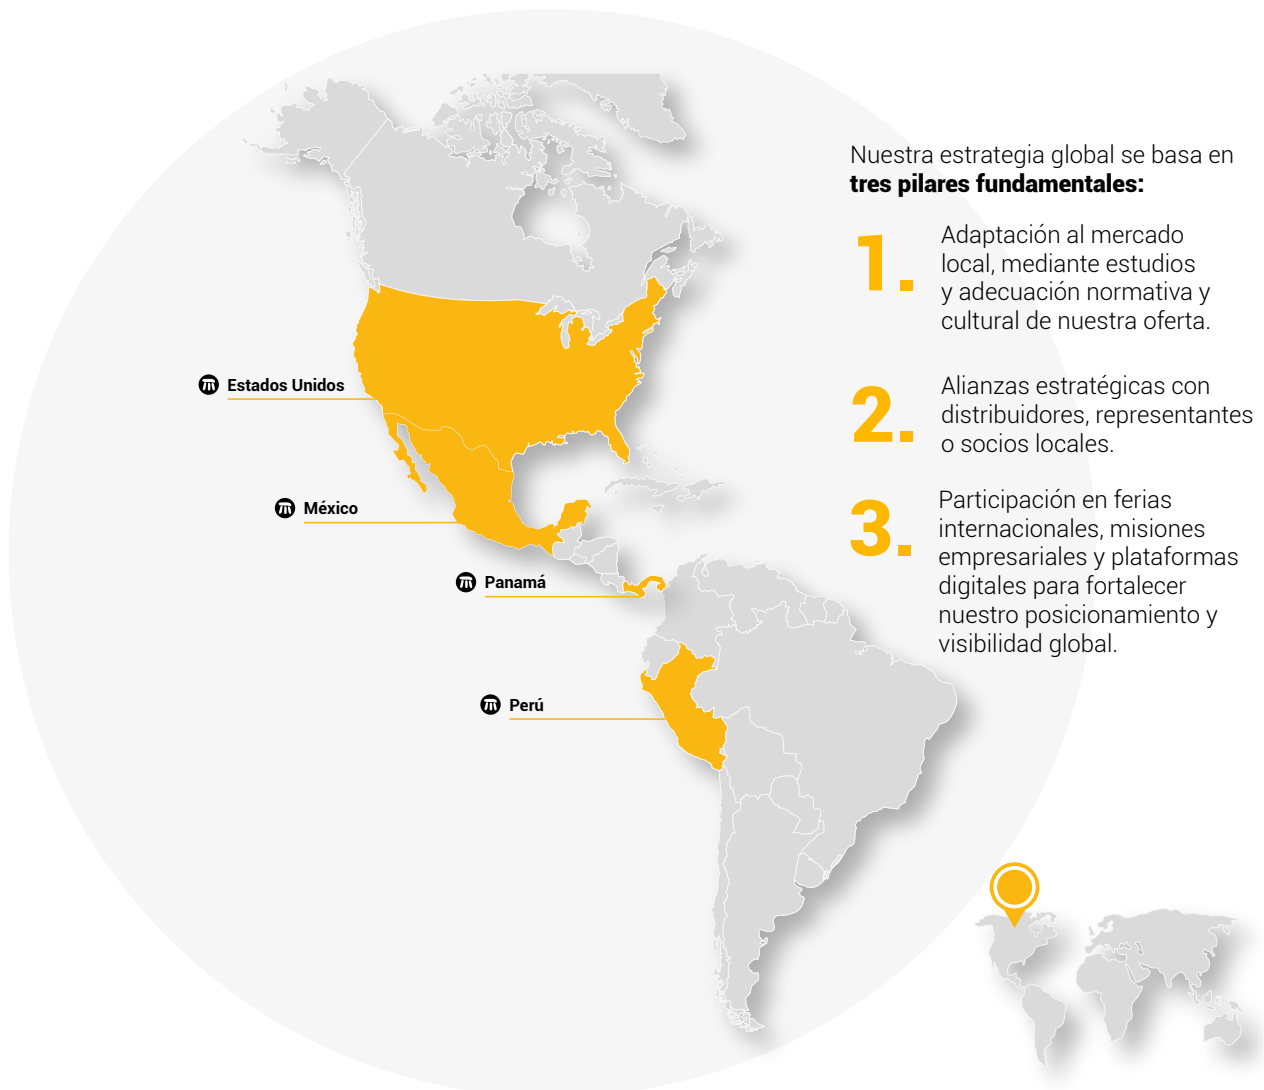 Nuestra estrategia global se basa en
tres pilares fundamentales:
1.
Adaptación al mercado
local, mediante estudios
y adecuación normativa y
cultural de nuestra oferta.
2.
Alianzas estratégicas con
distribuidores, representantes
o socios locales.
3.
Participación en ferias
internacionales, misiones
empresariales y plataformas
digitales para fortalecer
nuestro posicionamiento y
visibilidad global.
Estados Unidos
México
Panamá
Perú